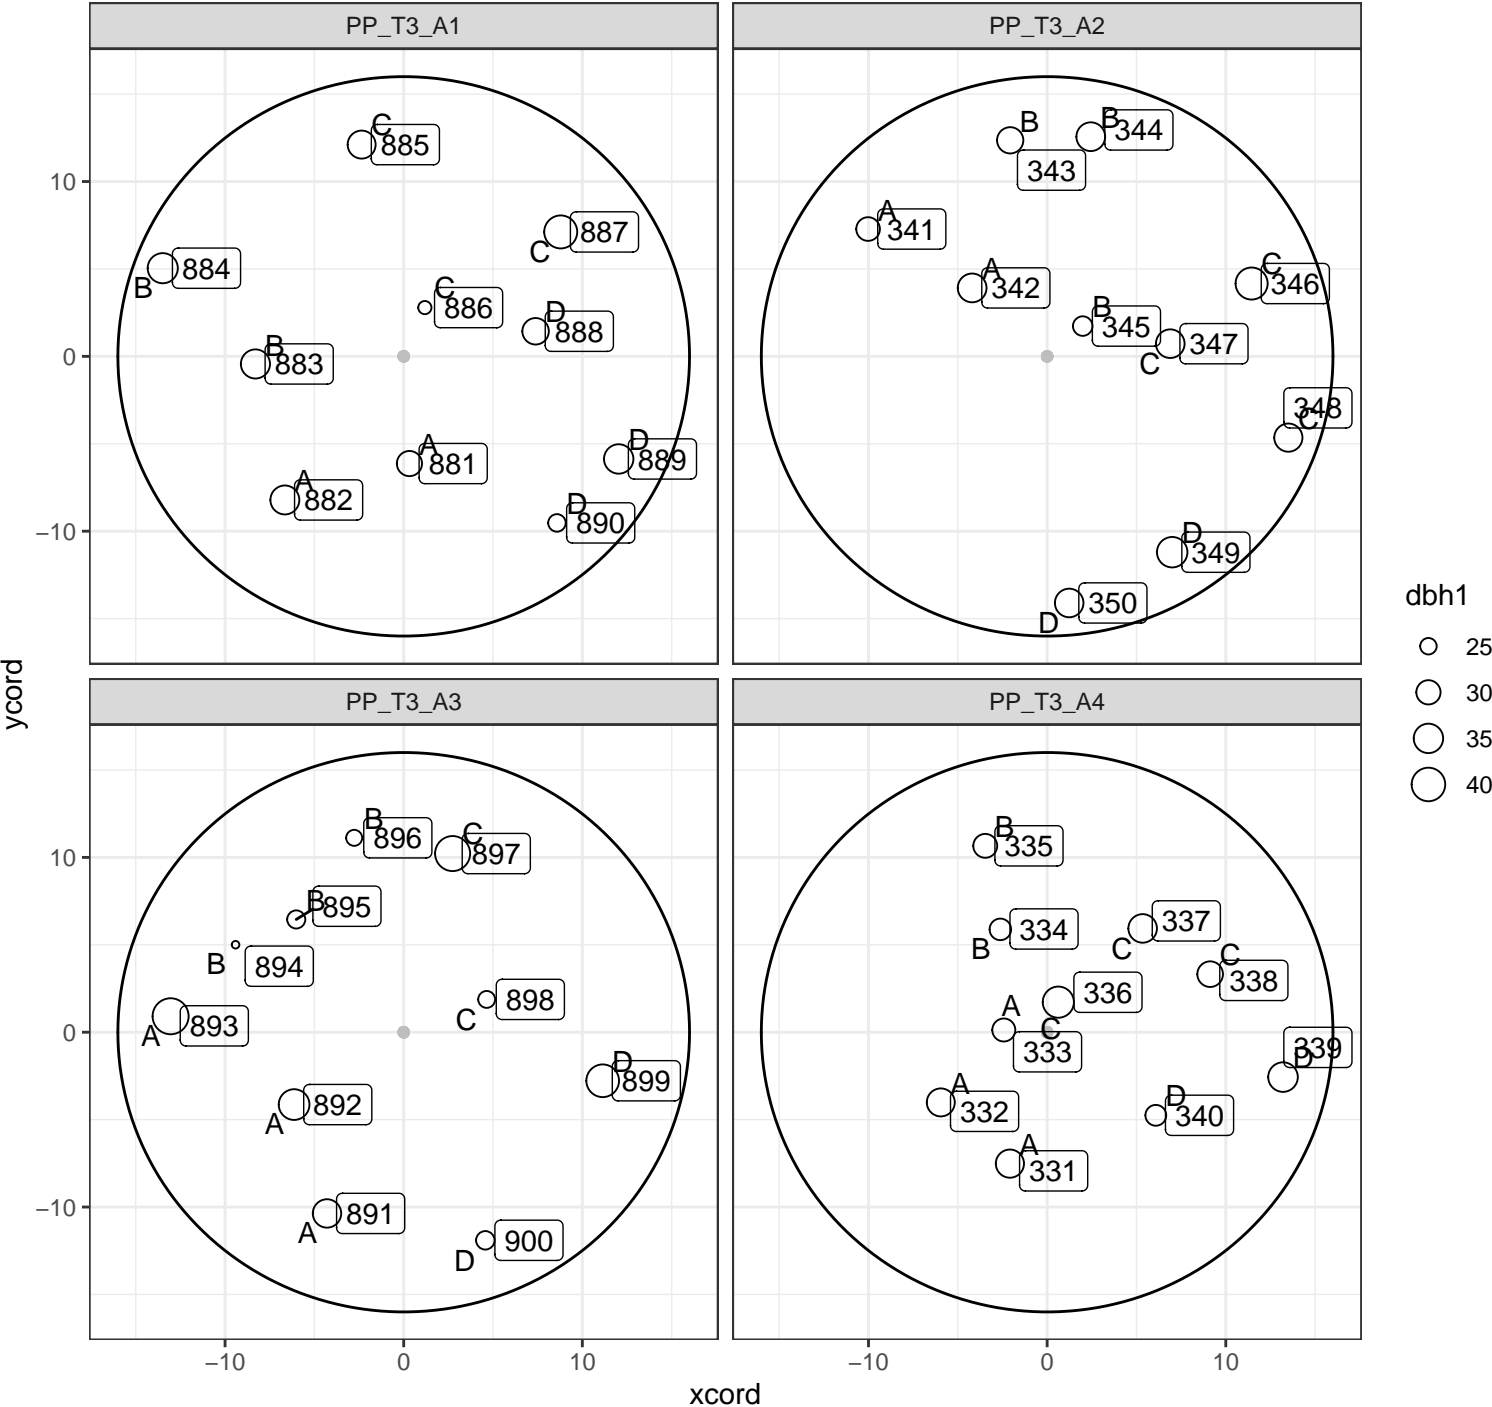 PP_T3_A1
PP_T3_A2
C
885
887
C
884
B
C
886
D
888
B
883
A
881
D
889
A
882
D
890
B
343
B
344
A
341
A
342
C
346
B
345
347
C
348
C
D
349
350
D
10
0
−10
ycord
PP_T3_A3
PP_T3_A4
B
896
C
897
B
895
B
894
893
A
898
C
D
899
892
A
891
A
900
D
B
335
334
B
337
C
C
338
336
C
A
333
339
D
A
332
D
340
A
331
10
0
−10
−10
0
10
−10
0
10
xcord
dbh1
25
30
35
40